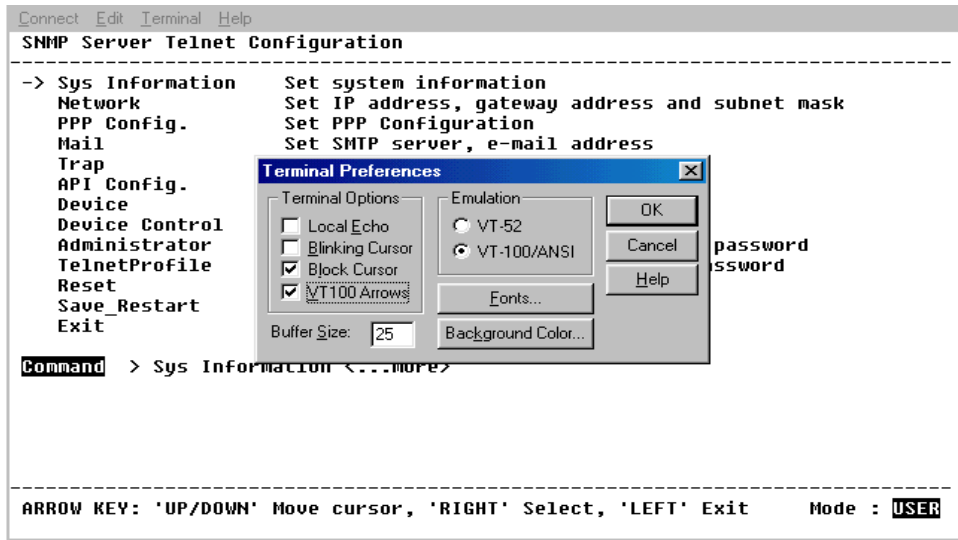 Connect Edit Terminal Help
SNMP Server Telnet Configuration
-> Sys Information Set system information
Network Set IP address, gateway address and subnet mask
PPP Config. Set PPP Configuration
Mail Set SMTP server, e-mail address
Trap
API Config.
Device
Device Control
Administrator password
TelnetProfile
Reset
Save_Restart
Exit
Terminal Preferences
Terminal Options
Local Echo
Blinking Cursor
Block Cursor
VT100 Arrows
Buffer Size: 25
Emulation
VT-52
VT-100/ANSI
Fonts...
Background Color...
OK
Cancel
Help
Command > Sys Information <...more>
ARROW KEY: 'UP/DOWN' Move cursor, 'RIGHT' Select, 'LEFT' Exit Mode : USER